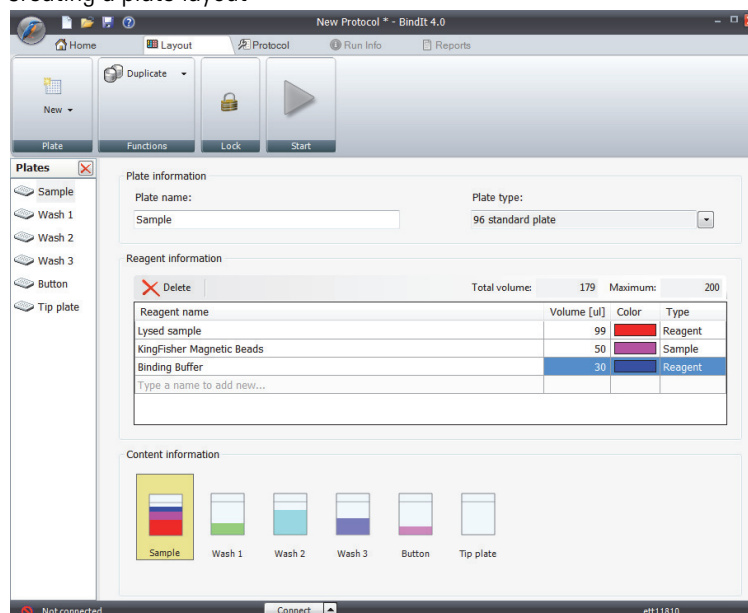 Creating a plate layout
New Protocol * - BindIt 4.0
Home Layout Protocol Run Info Reports
Duplicate
New
Plate Functions Lock Start
Plates
Sample
Wash 1
Wash 2
Wash 3
Button
Tip plate
Plate information
Plate name: Plate type:
Sample 96 standard plate
Reagent information
Delete Total volume: 179 Maximum: 200
Reagent name Volume [ul] Color Type
Lysed sample 99 Reagent
KingFisher Magnetic Beads 50 Sample
Binding Buffer 30 Reagent
Type a name to add new...
Content information
Sample Wash 1 Wash 2 Wash 3 Button Tip plate
Not connected Connect ett11810